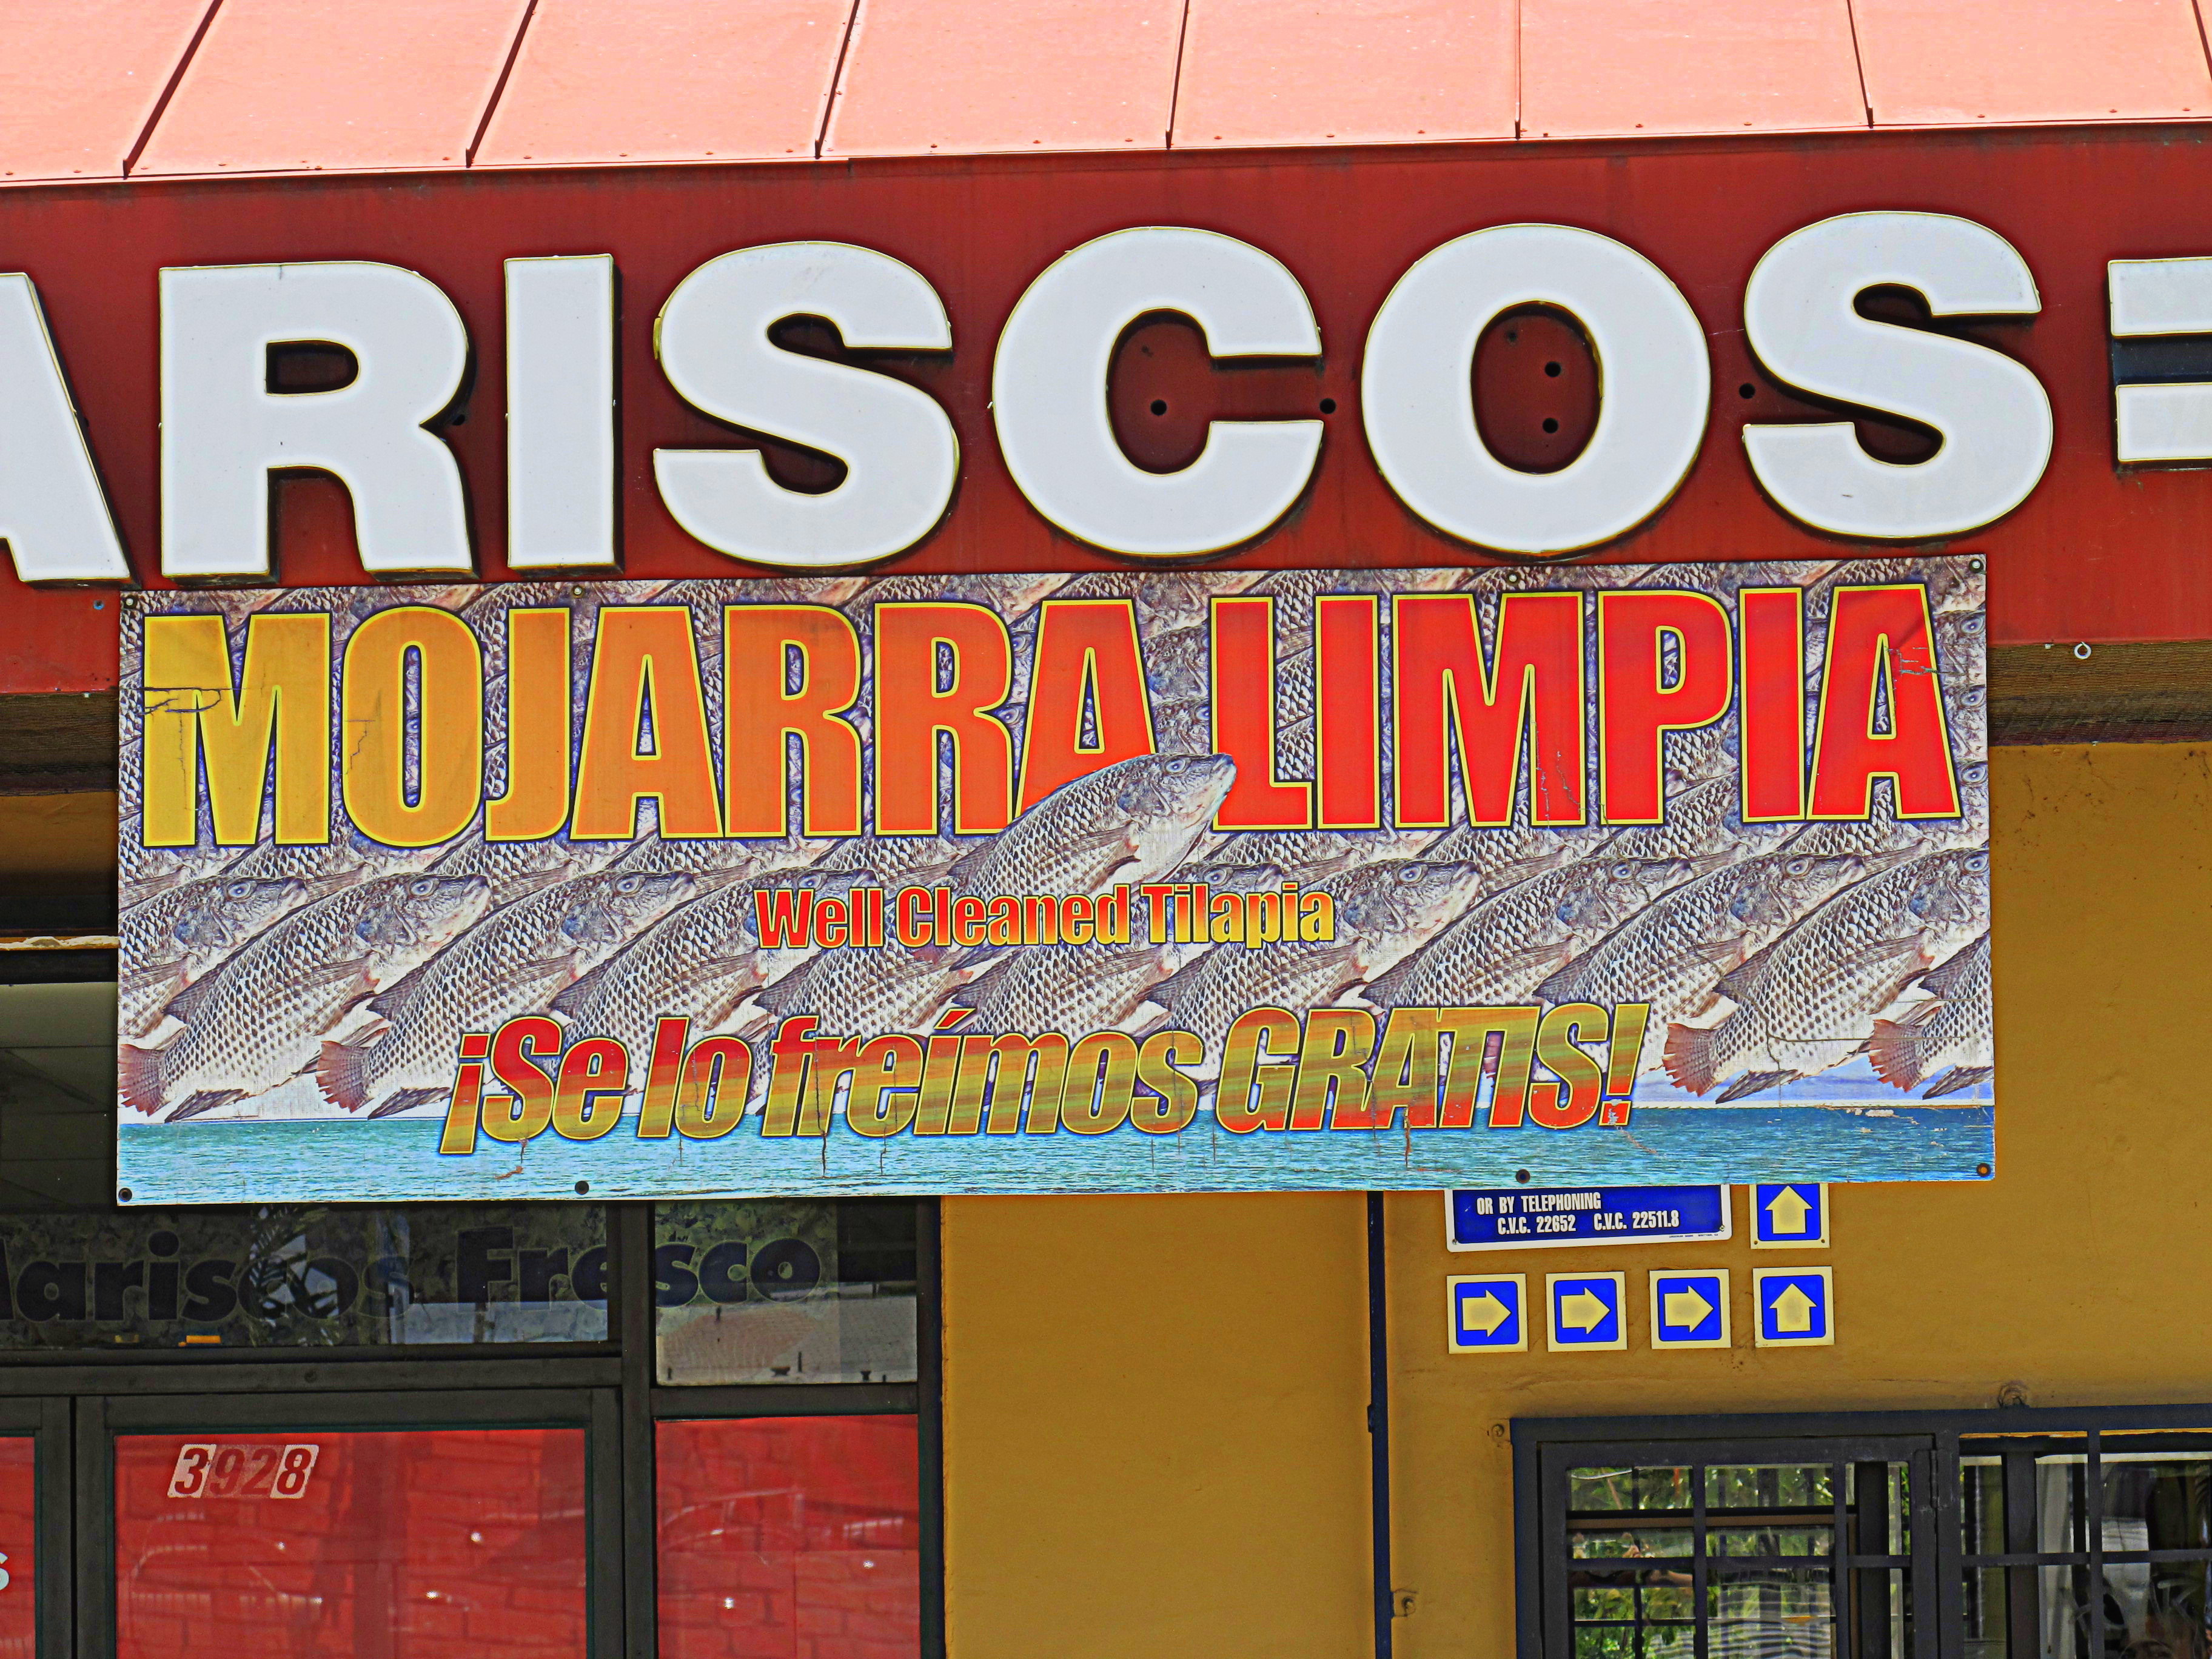 ARISCOS
MOJARRA LIMPIA
Well Cleaned Tilapia
¡Se lo freímos GRATIS!
OR BY TELEPHONING
C.V.C. 22652 C.V.C. 22511.8
Mariscos Fresco
3928
S